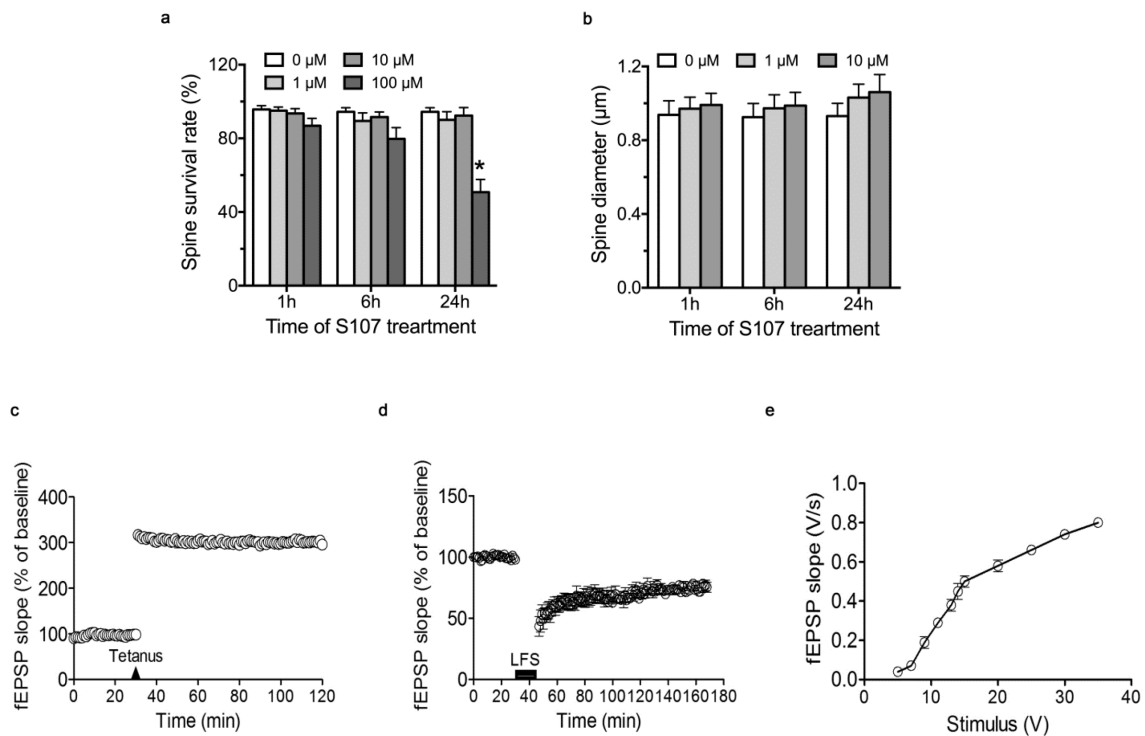 a
0 µM 10 µM
1 µM 100 µM
Spine survival rate (%)
120
80
40
0
*
1h 6h 24h
Time of S107 treartment
b
0 µM 1 µM 10 µM
Spine diameter (µm)
1.2
0.8
0.4
0.0
1h 6h 24h
Time of S107 treartment
c
fEPSP slope (% of baseline)
400
300
200
100
0
Tetanus
0 20 40 60 80 100 120
Time (min)
d
fEPSP slope (% of baseline)
150
100
50
0
LFS
0 20 40 60 80 100 120 140 160 180
Time (min)
e
fEPSP slope (V/s)
1.0
0.8
0.6
0.4
0.2
0.0
0 10 20 30 40
Stimulus (V)